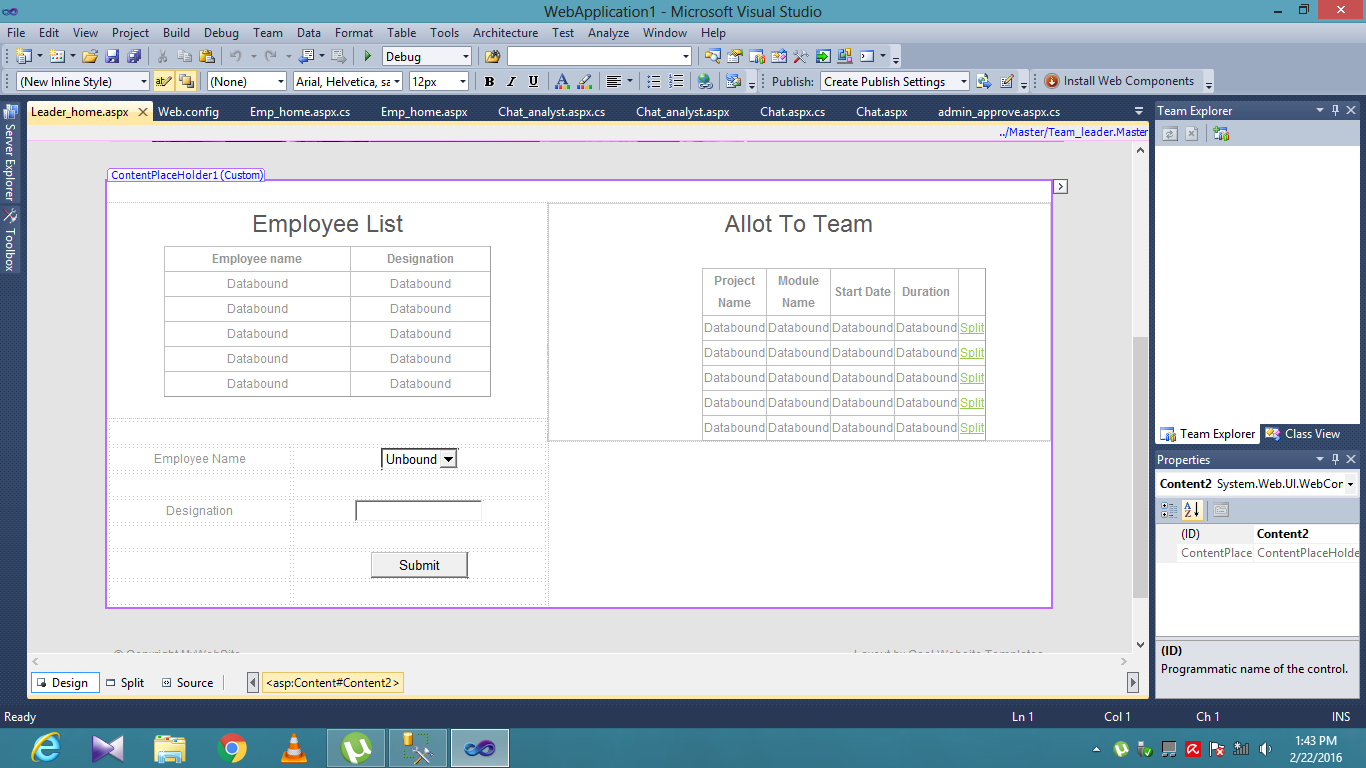 WebApplication1 - Microsoft Visual Studio
File Edit View Project Build Debug Team Data Format Table Tools Architecture Test Analyze Window Help
Debug
(New Inline Style) (None) Arial, Helvetica, sa 12px B I U A Publish: Create Publish Settings Install Web Components
Leader_home.aspx Web.config Emp_home.aspx.cs Emp_home.aspx Chat_analyst.aspx.cs Chat_analyst.aspx Chat.aspx.cs Chat.aspx admin_approve.aspx.cs
../Master/Team_leader.Master
Server Explorer
Toolbox
ContentPlaceHolder1 (Custom)
Employee List
Employee name Designation
Databound Databound
Databound Databound
Databound Databound
Databound Databound
Databound Databound
Employee Name Unbound
Designation
Submit
Allot To Team
Project Name Module Name Start Date Duration
Databound Databound Databound Databound Split
Databound Databound Databound Databound Split
Databound Databound Databound Databound Split
Databound Databound Databound Databound Split
Databound Databound Databound Databound Split
Design Split Source <asp:Content#Content2>
Team Explorer
Team Explorer Class View
Properties
Content2 System.Web.UI.WebCor
(ID) Content2
ContentPlace ContentPlaceHolde
(ID)
Programmatic name of the control.
Ready Ln 1 Col 1 Ch 1 INS
1:43 PM
2/22/2016